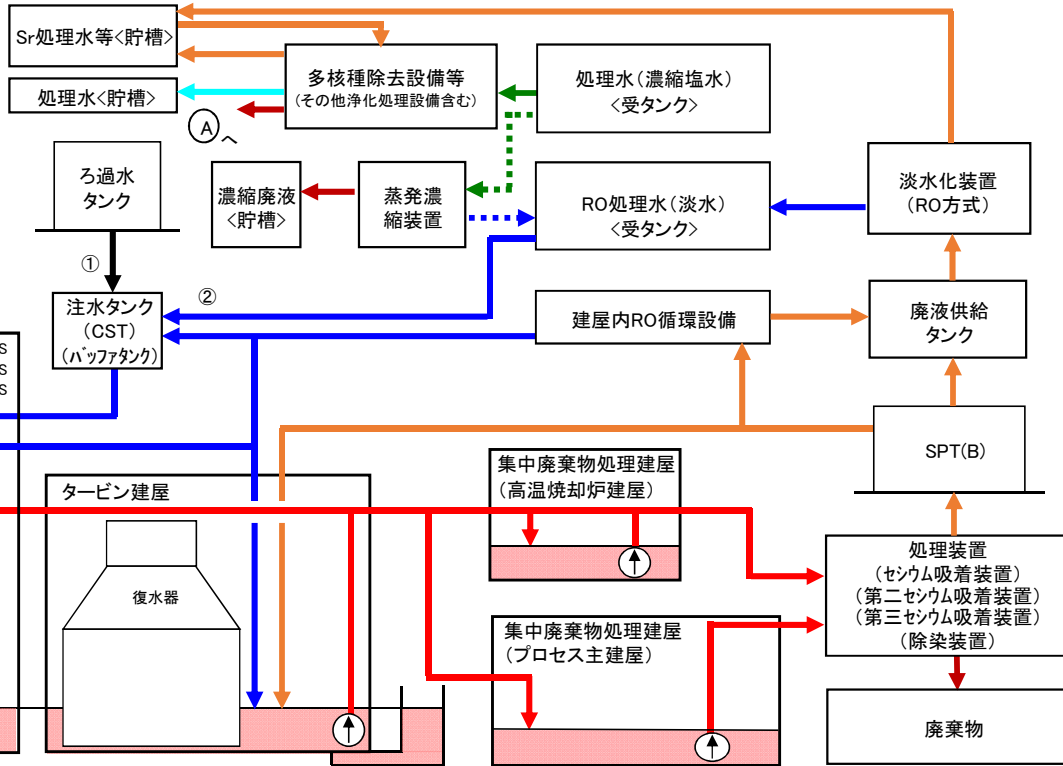 Sr処理水等<貯槽>
処理水<貯槽>
多核種除去設備等
(その他浄化処理設備含む)
処理水(濃縮塩水)
<受タンク>
A へ
ろ過水
タンク
濃縮廃液
<貯槽>
蒸発濃
縮装置
RO処理水(淡水)
<受タンク>
淡水化装置
(RO方式)
①
②
注水タンク
(CST)
(バッファタンク)
建屋内RO循環設備
廃液供給
タンク
S
S
S
SPT(B)
タービン建屋
復水器
集中廃棄物処理建屋
(高温焼却炉建屋)
集中廃棄物処理建屋
(プロセス主建屋)
処理装置
(セシウム吸着装置)
(第二セシウム吸着装置)
(第三セシウム吸着装置)
(除染装置)
廃棄物